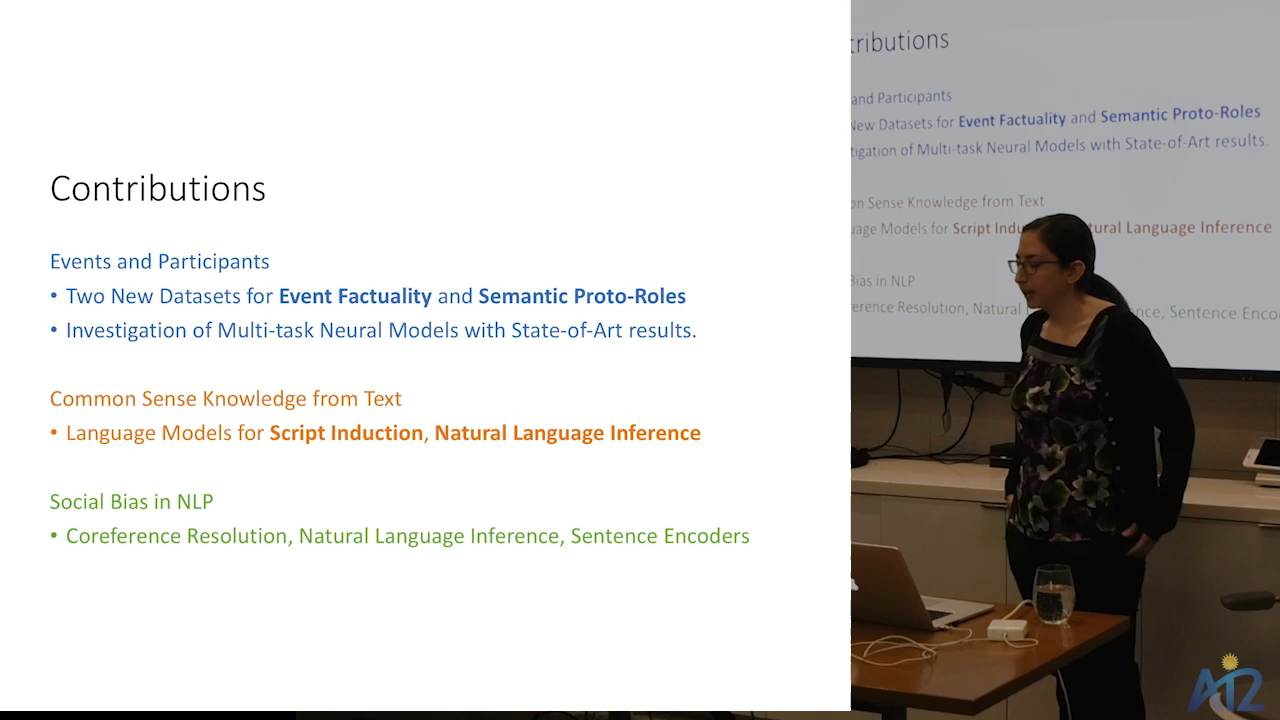 Contributions
Events and Participants
• Two New Datasets for Event Factuality and Semantic Proto-Roles
• Investigation of Multi-task Neural Models with State-of-Art results.
Common Sense Knowledge from Text
• Language Models for Script Induction, Natural Language Inference
Social Bias in NLP
• Coreference Resolution, Natural Language Inference, Sentence Encoders
tributions
and Participants
New Datasets for Event Factuality and Semantic Proto-Roles
tigation of Multi-task Neural Models with State-of-Art results.
on Sense Knowledge from Text
uage Models for Script Indu tural Language Inference
Bias in NLP
erence Resolution, Natural L nce, Sentence Enco
AI2